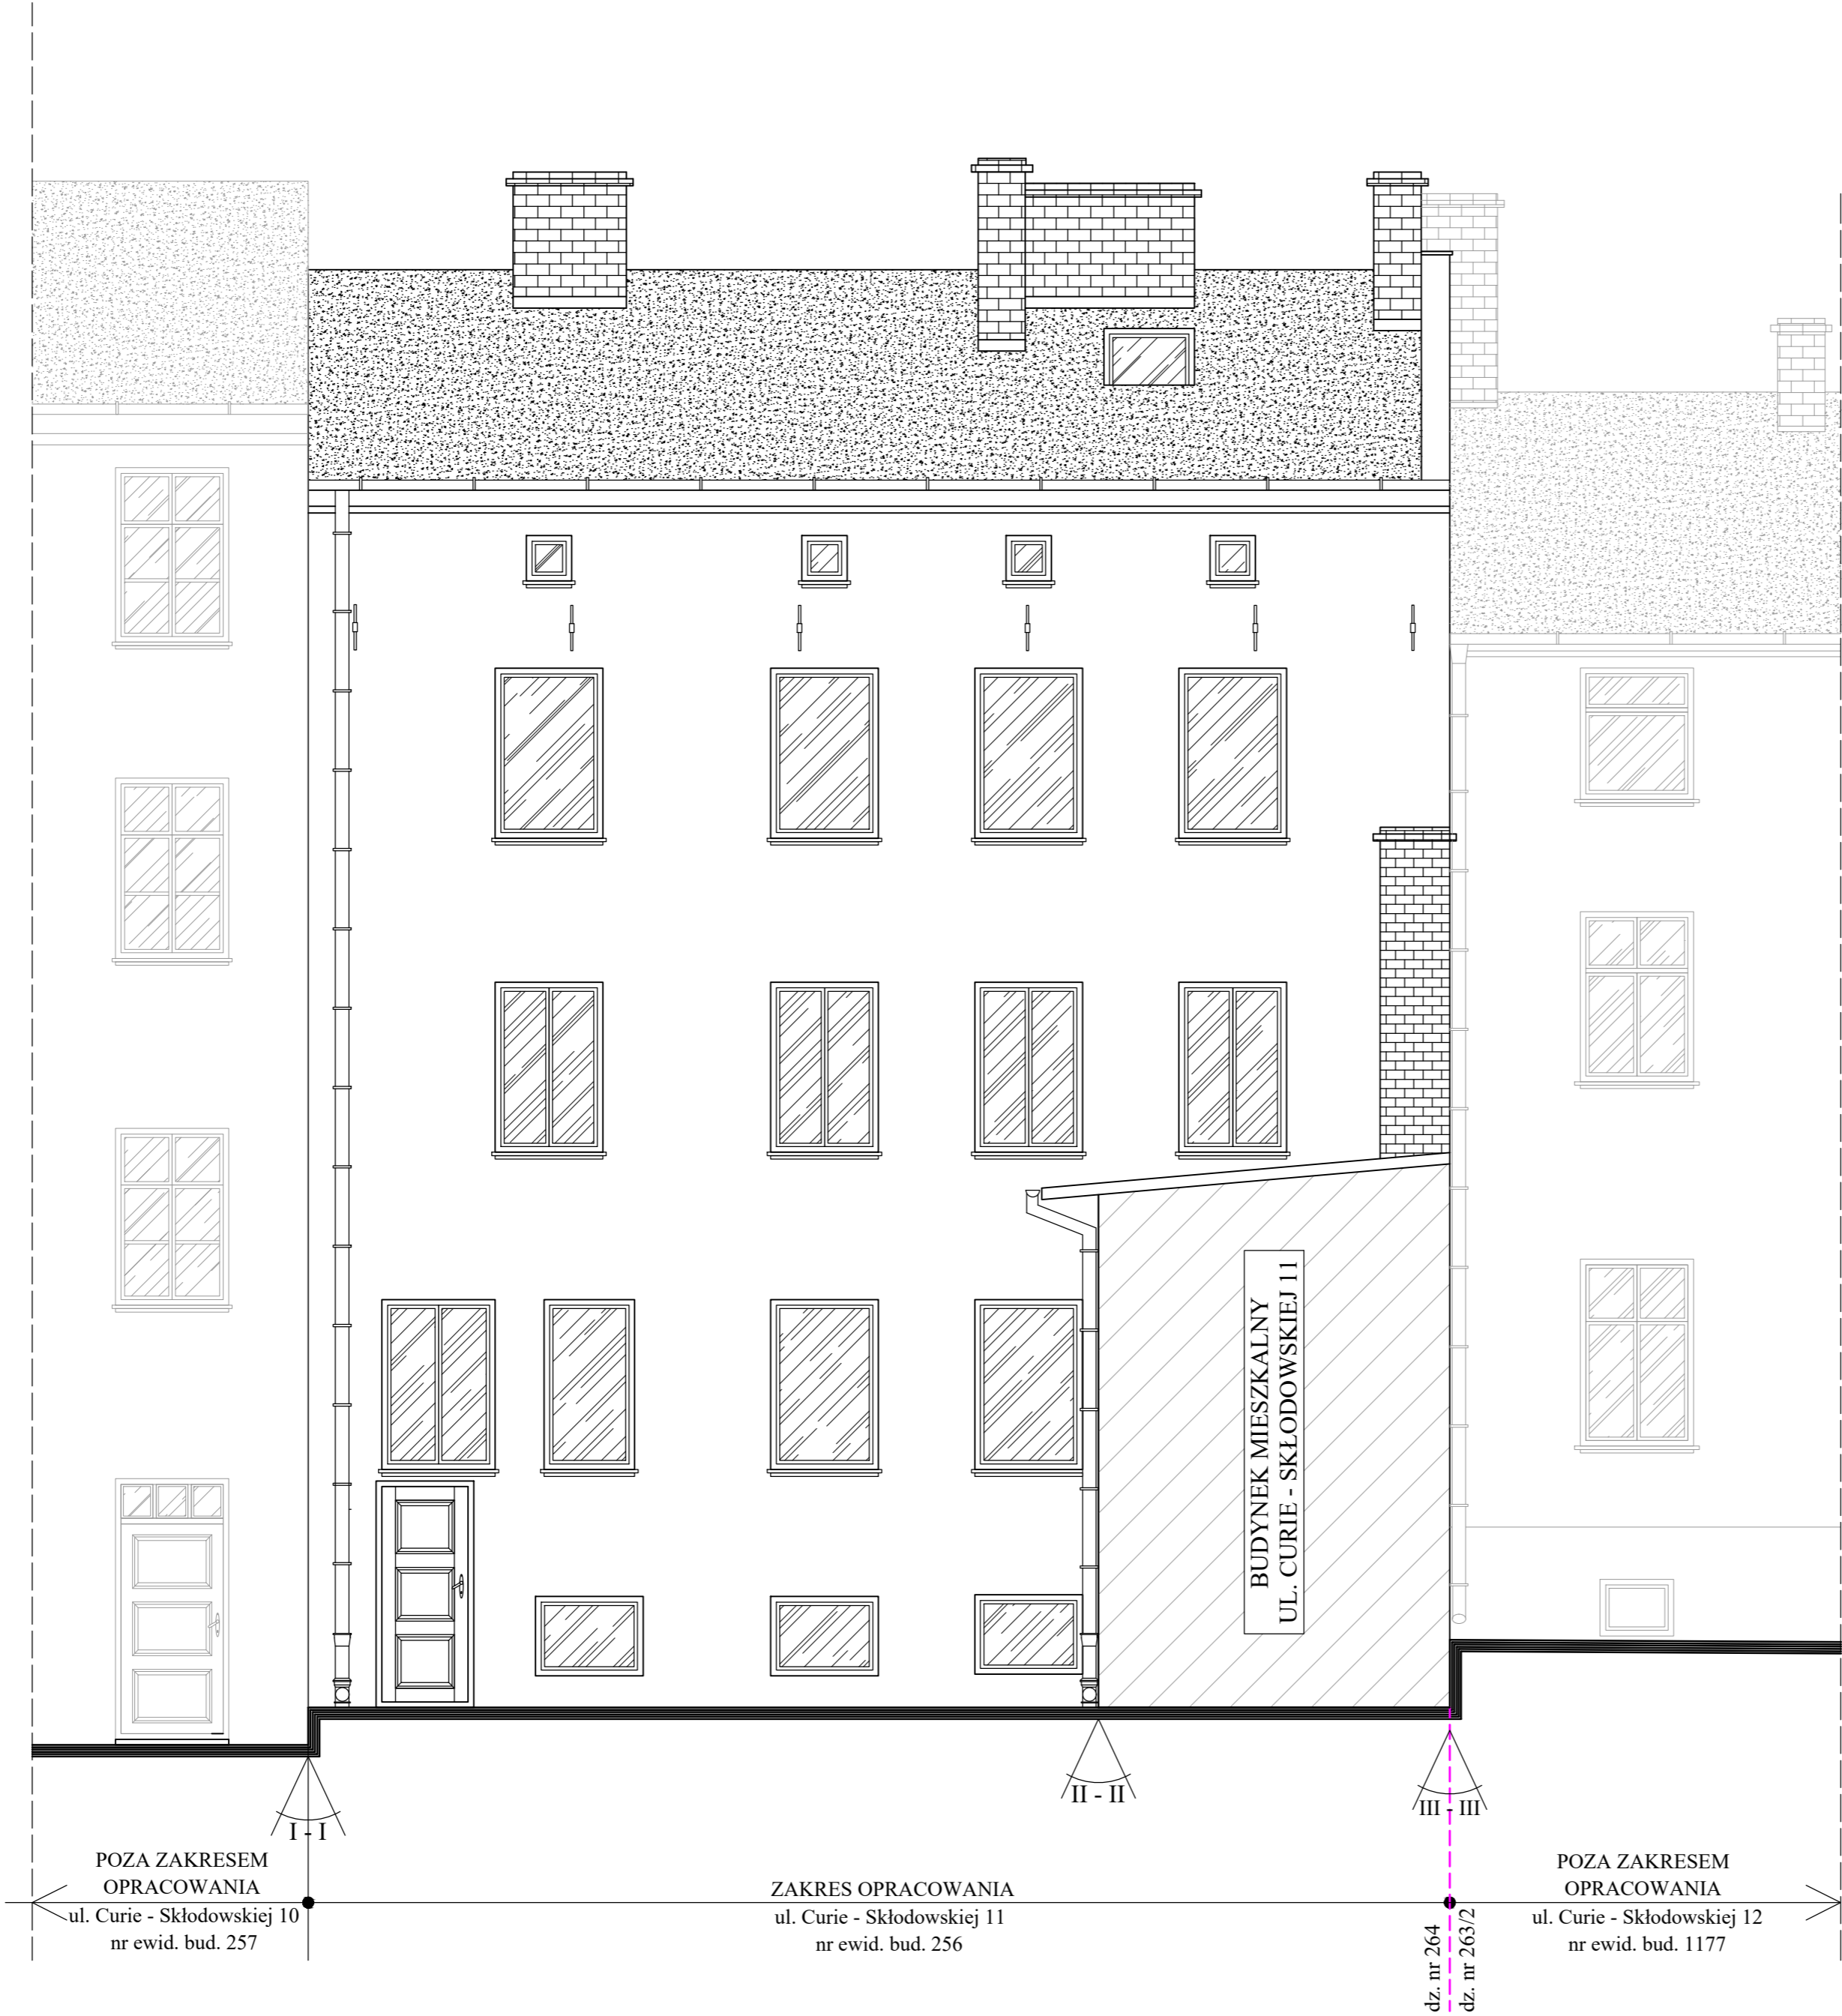 BUDYNEK MIESZKALNY
UL. CURIE - SKŁODOWSKIEJ 11
I - I
II - II
III - III
POZA ZAKRESEM
OPRACOWANIA
ul. Curie - Skłodowskiej 10
nr ewid. bud. 257
ZAKRES OPRACOWANIA
ul. Curie - Skłodowskiej 11
nr ewid. bud. 256
dz. nr 264
dz. nr 263/2
POZA ZAKRESEM
OPRACOWANIA
ul. Curie - Skłodowskiej 12
nr ewid. bud. 1177